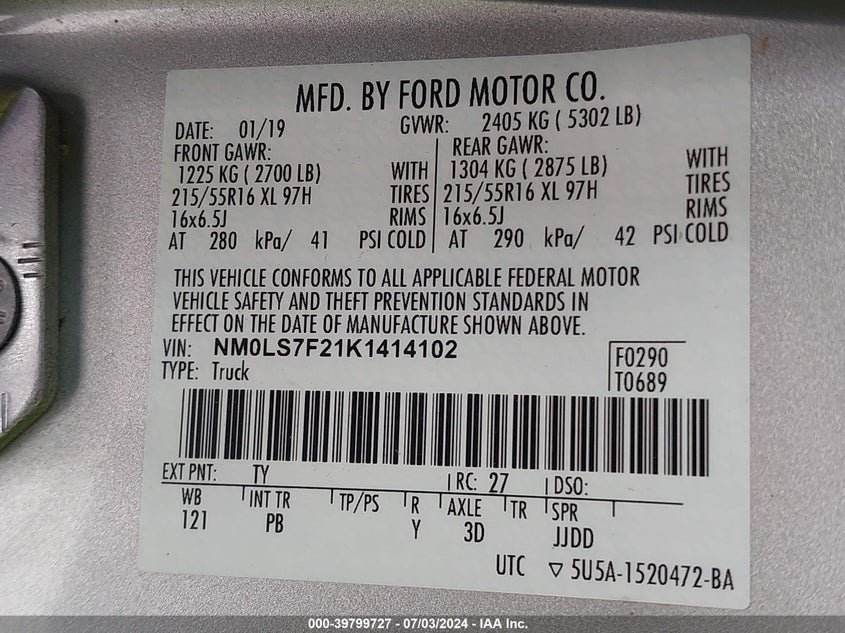 MFD. BY FORD MOTOR CO.
DATE: 01/19 GVWR: 2405 KG ( 5302 LB)
FRONT GAWR: REAR GAWR:
1225 KG ( 2700 LB) WITH 1304 KG ( 2875 LB) WITH
215/55R16 XL 97H TIRES 215/55R16 XL 97H TIRES
16x6.5J RIMS 16x6.5J RIMS
AT 280 kPa/ 41 PSI COLD AT 290 kPa/ 42 PSI COLD
THIS VEHICLE CONFORMS TO ALL APPLICABLE FEDERAL MOTOR
VEHICLE SAFETY AND THEFT PREVENTION STANDARDS IN
EFFECT ON THE DATE OF MANUFACTURE SHOWN ABOVE.
VIN: NM0LS7F21K1414102 F0290
TYPE: Truck T0689
EXT PNT: TY RC: 27 DSO:
WB INT TR TP/PS R AXLE TR SPR
121 PB Y 3D JJDD
UTC ▽ 5U5A-1520472-BA
000-39799727 - 07/03/2024 - IAA Inc.